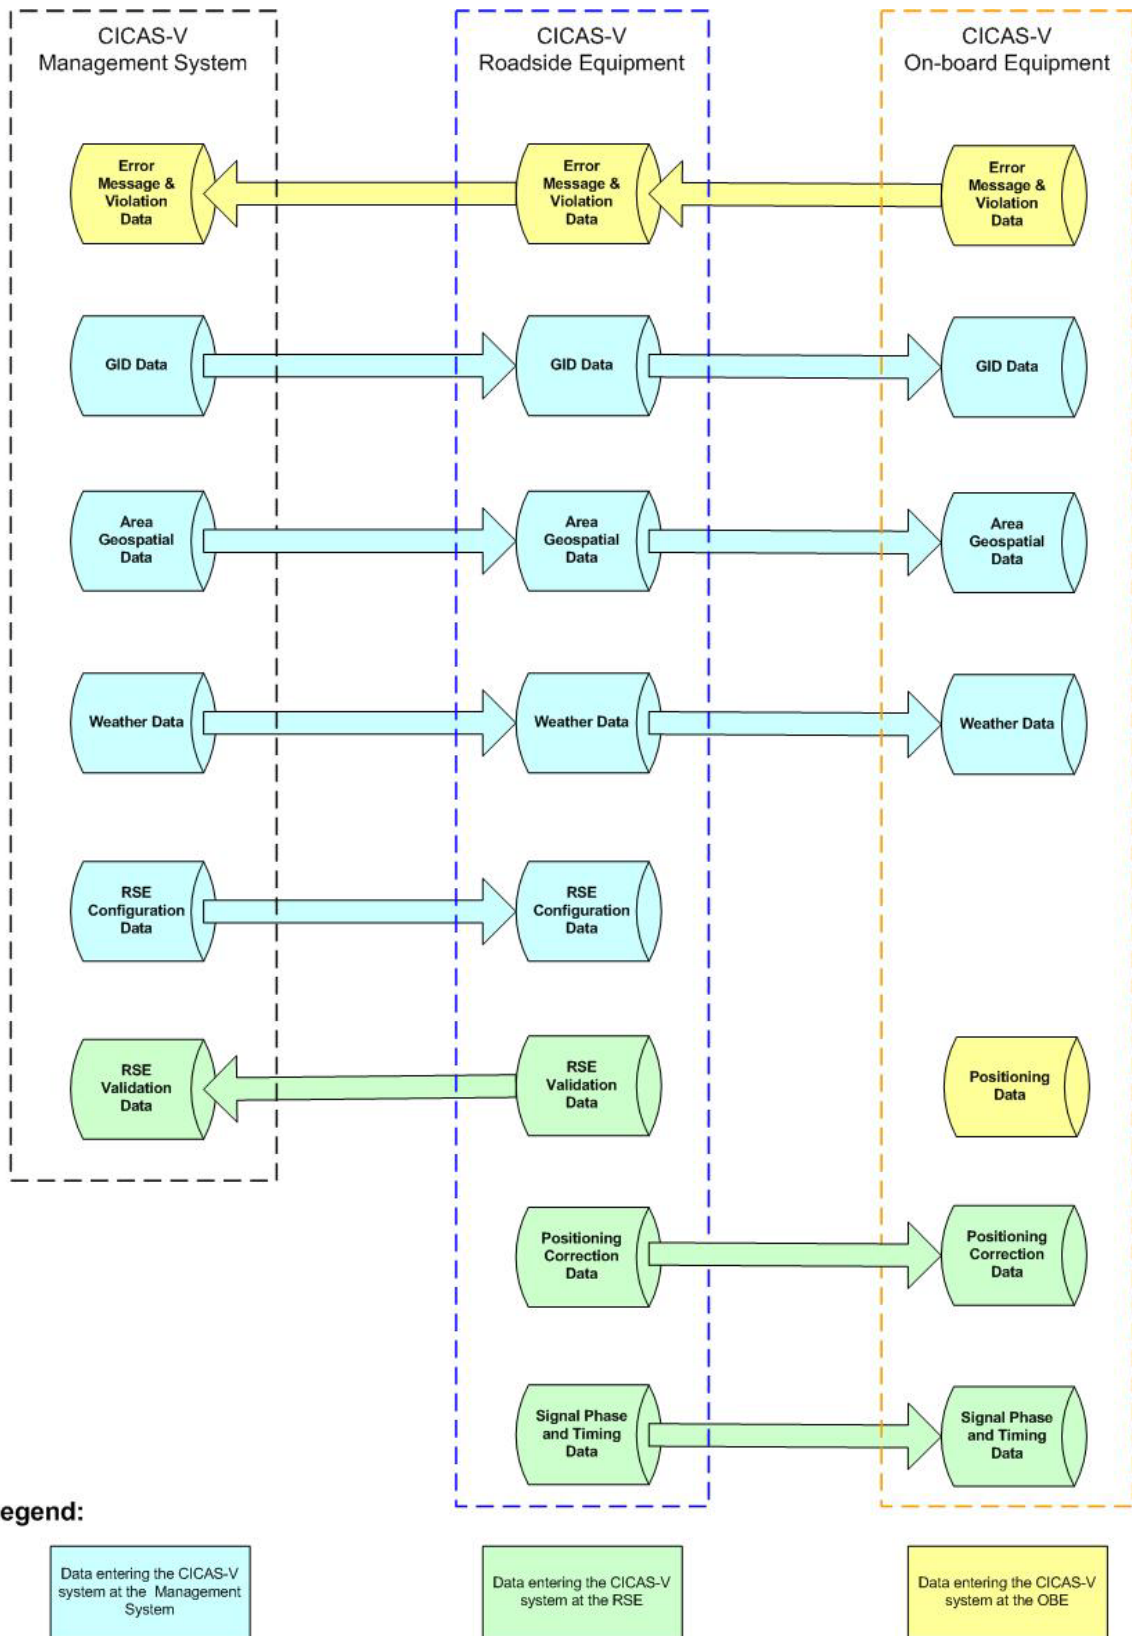 CICAS-V
Management System
CICAS-V
Roadside Equipment
CICAS-V
On-board Equipment
Error
Message &
Violation
Data
Error
Message &
Violation
Data
Error
Message &
Violation
Data
GID Data
GID Data
GID Data
Area
Geospatial
Data
Area
Geospatial
Data
Area
Geospatial
Data
Weather Data
Weather Data
Weather Data
RSE
Configuration
Data
RSE
Configuration
Data
RSE
Validation
Data
RSE
Validation
Data
Positioning
Data
Positioning
Correction
Data
Positioning
Correction
Data
Signal Phase
and Timing
Data
Signal Phase
and Timing
Data
egend:
Data entering the CICAS-V
system at the Management
System
Data entering the CICAS-V
system at the RSE
Data entering the CICAS-V
system at the OBE